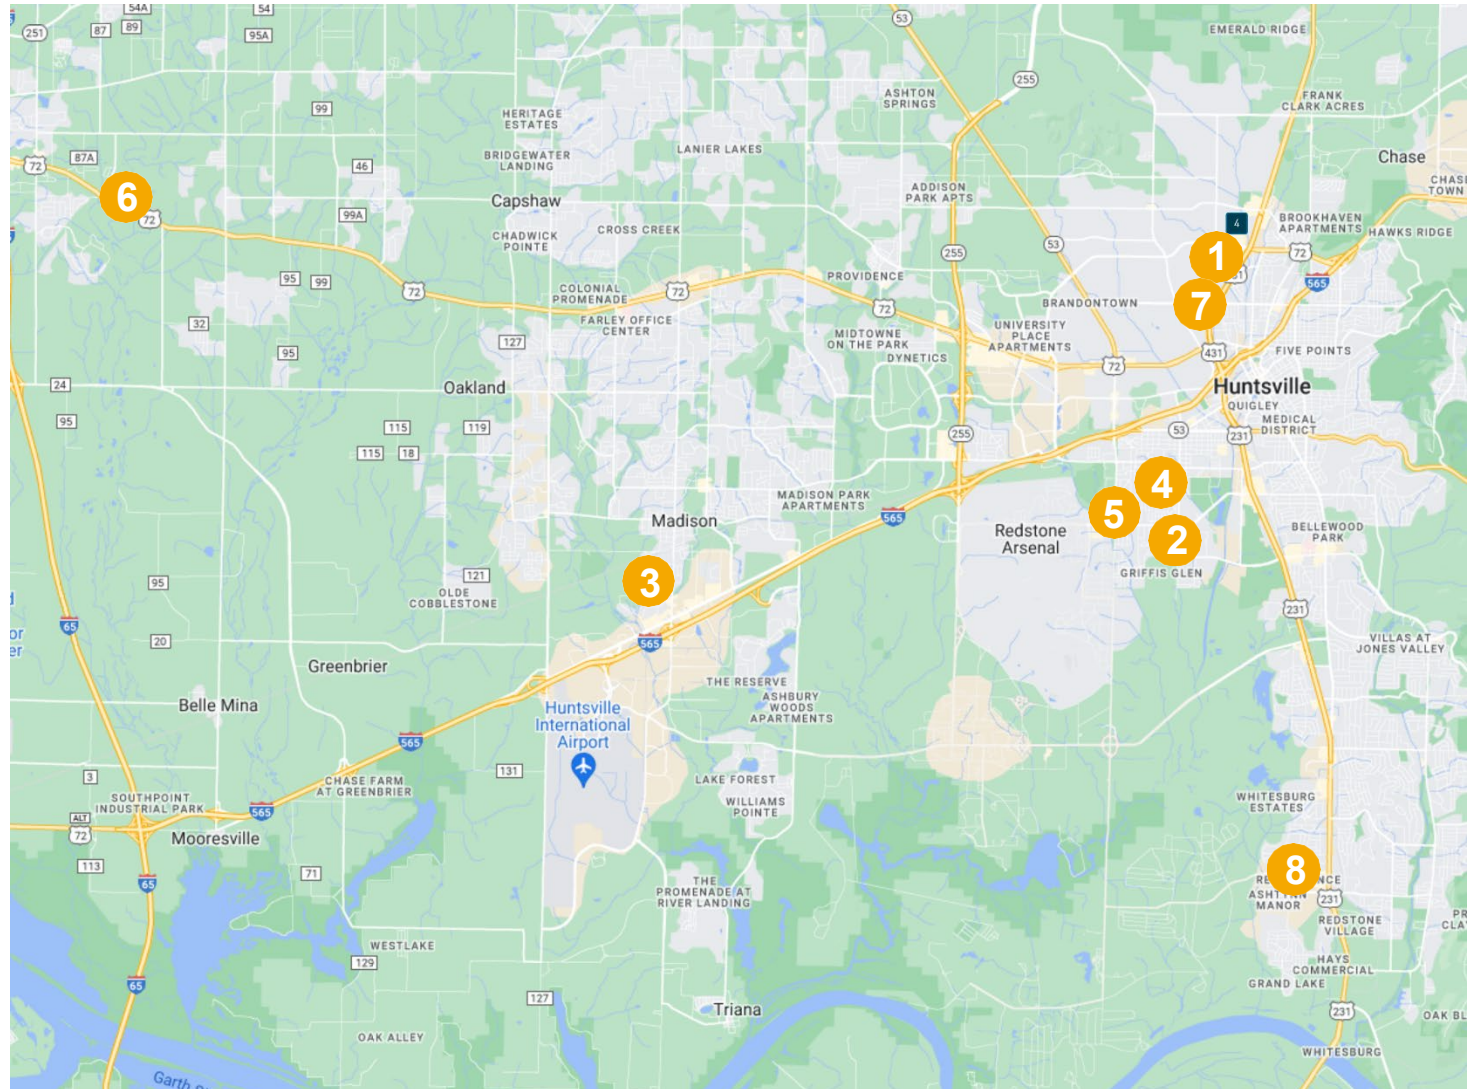 54A
54
53
251
87
89
95A
EMERALD RIDGE
255
ASHTON
SPRINGS
FRANK
CLARK ACRES
99
HERITAGE
ESTATES
BRIDGEWATER
LANDING
LANIER LAKES
Chase
87A
72
46
CHASE
TOWN
6
72
99A
Capshaw
ADDISON
PARK APTS
CHADWICK
POINTE
CROSS CREEK
4
BROOKHAVEN
APARTMENTS
HAWKS RIDGE
53
255
1
72
565
95
99
72
COLONIAL
PROMENADE
72
PROVIDENCE
72
BRANDONTOWN
7
32
FARLEY OFFICE
CENTER
127
MIDTOWNE
ON THE PARK
DYNETICS
UNIVERSITY
PLACE
APARTMENTS
95
431
FIVE POINTS
72
24
Oakland
Huntsville
QUIGLEY
95
115
119
MEDICAL
DISTRICT
255
53
231
115
18
MADISON PARK
APARTMENTS
4
565
5
Madison
Redstone
Arsenal
2
BELLEWOOD
PARK
GRIFFIS GLEN
3
121
95
OLDE
COBBLESTONE
231
65
20
565
VILLAS AT
JONES VALLEY
Greenbrier
THE RESERVE
ASHBURY
WOODS
APARTMENTS
Belle Mina
Huntsville
International
Airport
565
131
3
CHASE FARM
AT GREENBRIER
LAKE FOREST
WILLIAMS
POINTE
WHITESBURG
ESTATES
SOUTHPOINT
INDUSTRIAL PARK
565
ALT
72
Mooresville
113
71
65
8
THE
PROMENADE AT
RIVER LANDING
ASHTYNN
MANOR
231
REDSTONE
VILLAGE
WESTLAKE
129
HAYS
COMMERCIAL
GRAND LAKE
65
127
Triana
231
OAK ALLEY
WHITESBURG
Garth